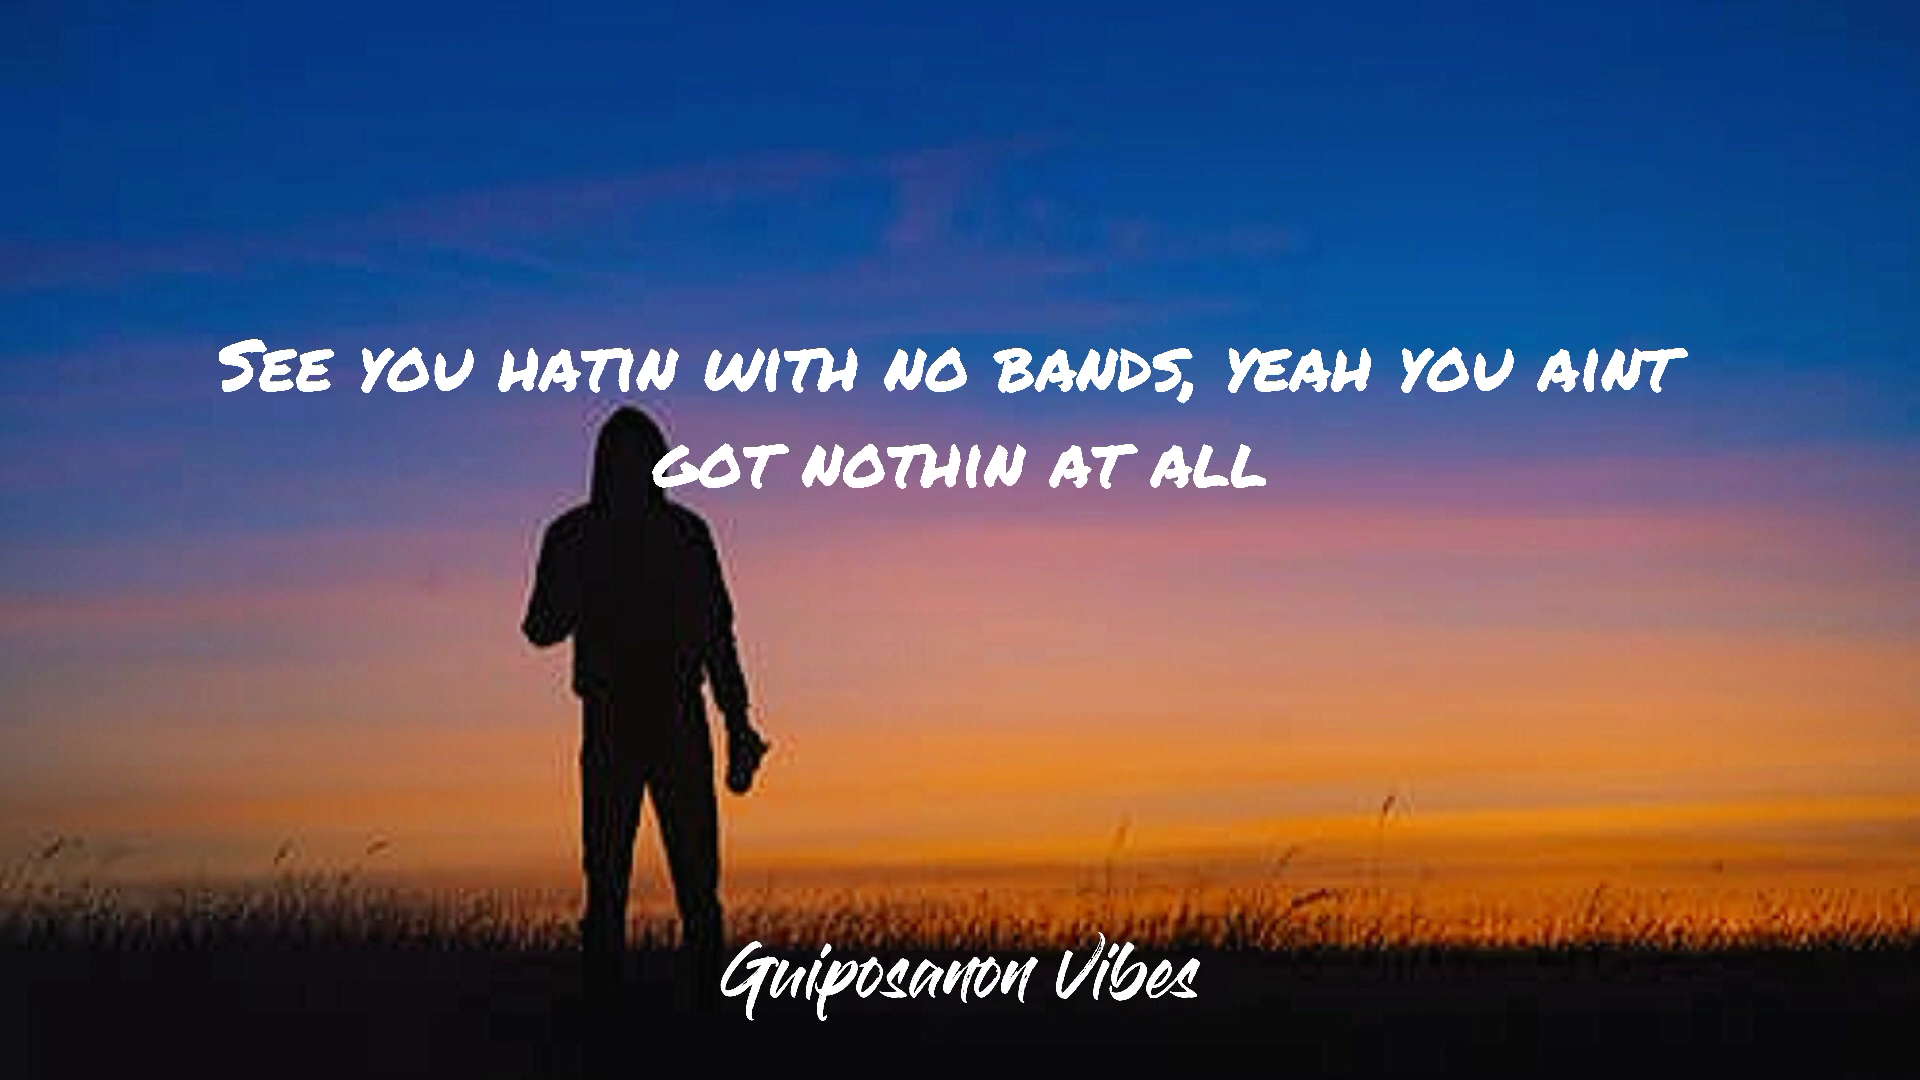 See you hatin with no bands, yeah you aint
got nothin at all
Guiposanon Vibes